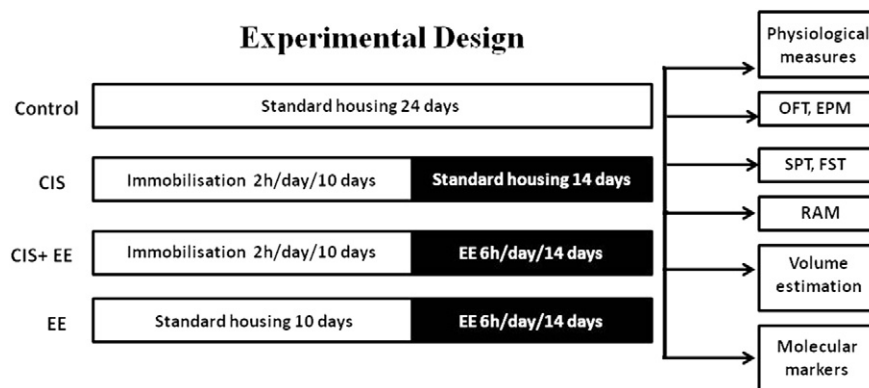 Experimental Design
Control
Standard housing 24 days
CIS
Immobilisation 2h/day/10 days
Standard housing 14 days
CIS+ EE
Immobilisation 2h/day/10 days
EE 6h/day/14 days
EE
Standard housing 10 days
EE 6h/day/14 days
Physiological
measures
OFT, EPM
SPT, FST
RAM
Volume
estimation
Molecular
markers